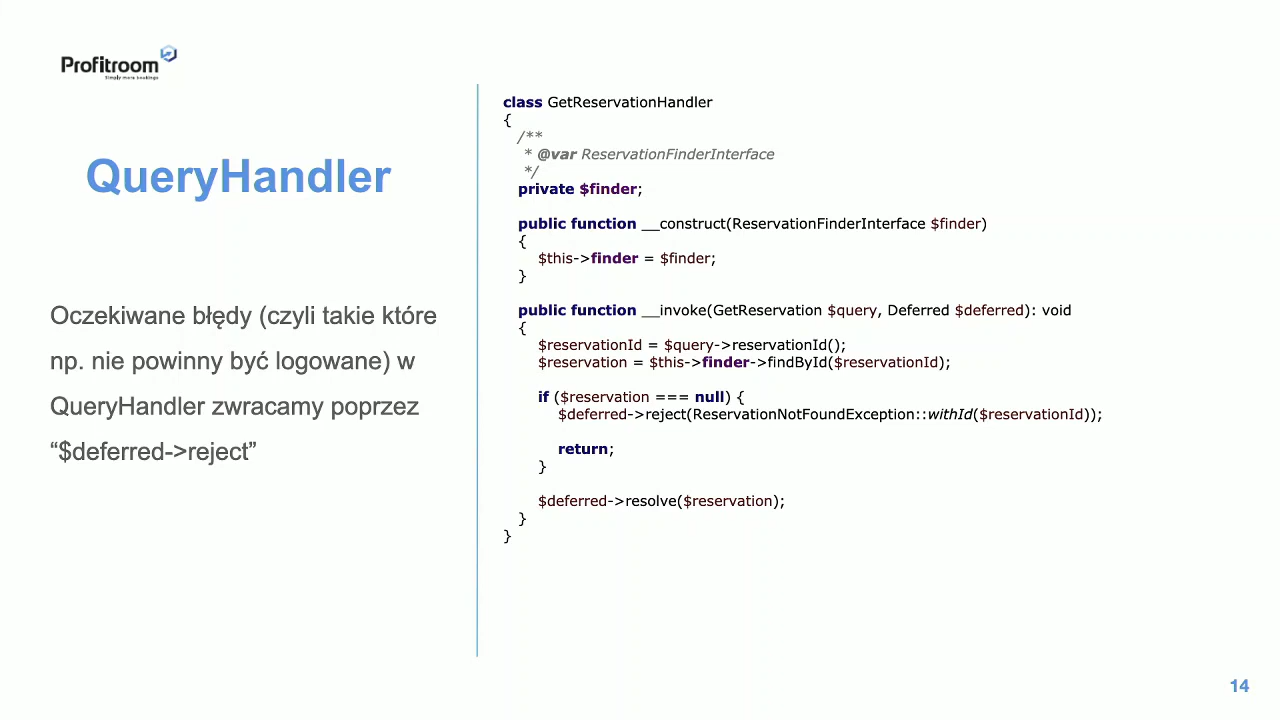 Profitroom
Simply more bookings
QueryHandler
Oczekiwane błędy (czyli takie które
np. nie powinny być logowane) w
QueryHandler zwracamy poprzez
“$deferred->reject”
class GetReservationHandler
{
/**
* @var ReservationFinderInterface
*/
private $finder;
public function __construct(ReservationFinderInterface $finder)
{
$this->finder = $finder;
}
public function __invoke(GetReservation $query, Deferred $deferred): void
{
$reservationId = $query->reservationId();
$reservation = $this->finder->findById($reservationId);
if ($reservation === null) {
$deferred->reject(ReservationNotFoundException::withId($reservationId));
return;
}
$deferred->resolve($reservation);
}
}
14